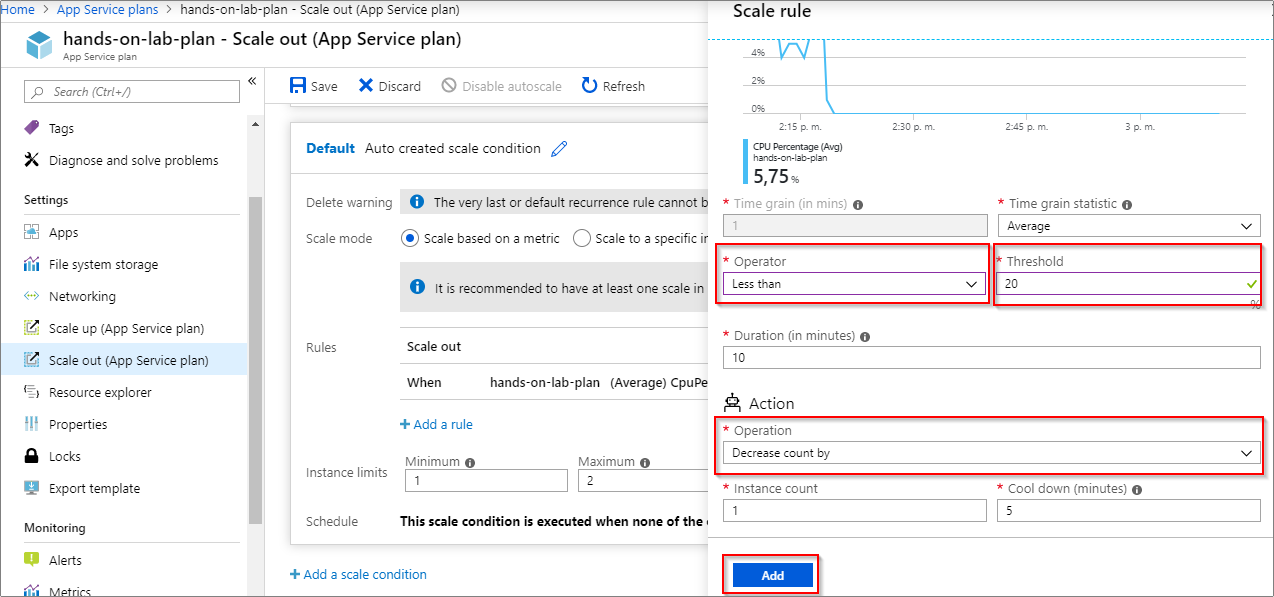 Home > App Service plans > hands-on-lab-plan - Scale out (App Service plan)
hands-on-lab-plan - Scale out (App Service plan)
App Service plan
Search (Ctrl+/)
«
Tags
Diagnose and solve problems
Settings
Apps
File system storage
Networking
Scale up (App Service plan)
Scale out (App Service plan)
Resource explorer
Properties
Locks
Export template
Monitoring
Alerts
Metrics
Save Discard Disable autoscale Refresh
Default Auto created scale condition
Delete warning The very last or default recurrence rule cannot b
Scale mode Scale based on a metric Scale to a specific in
It is recommended to have at least one scale in
Rules Scale out
When hands-on-lab-plan (Average) CpuPe
+ Add a rule
Instance limits
Minimum Maximum
1 2
Schedule This scale condition is executed when none of the
+ Add a scale condition
Scale rule
4%
2%
0%
2:15 p. m. 2:30 p. m. 2:45 p. m. 3 p. m.
CPU Percentage (Avg)
hands-on-lab-plan
5,75 %
* Time grain (in mins) * Time grain statistic
1 Average
* Operator * Threshold
Less than 20
%
* Duration (in minutes)
10
Action
* Operation
Decrease count by
* Instance count * Cool down (minutes)
1 5
Add